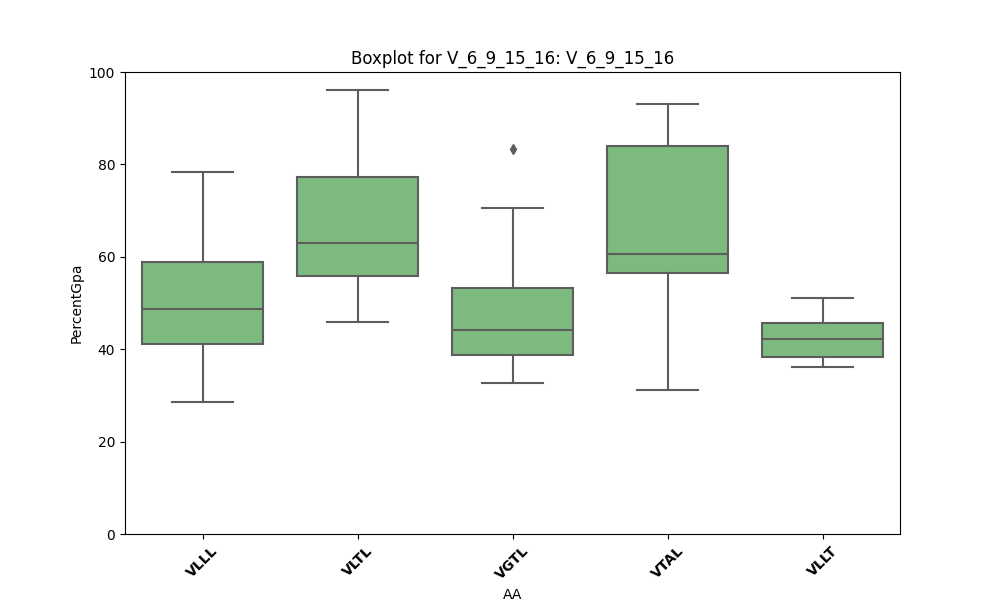 Boxplot for V_6_9_15_16: V_6_9_15_16
100
80
60
40
20
0
PercentGpa
VLLL
VLTL
VGTL
VTAL
VLLT
AA